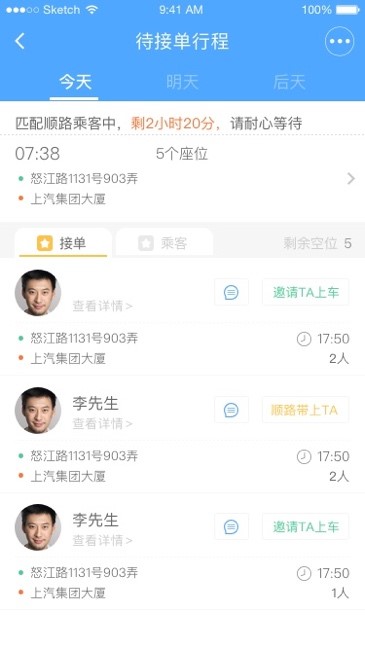 Sketch 9:41 AM 100%
待接单行程
今天 明天 后天
匹配顺路乘客中，剩2小时20分，请耐心等待
07:38 5个座位
怒江路1131号903弄
上汽集团大厦
接单 乘客 剩余空位 5
邀请TA上车
查看详情>
怒江路1131号903弄 17:50
上汽集团大厦 2人
李先生
顺路带上TA
查看详情>
怒江路1131号903弄 17:50
上汽集团大厦 2人
李先生
邀请TA上车
查看详情>
怒江路1131号903弄 17:50
上汽集团大厦 1人